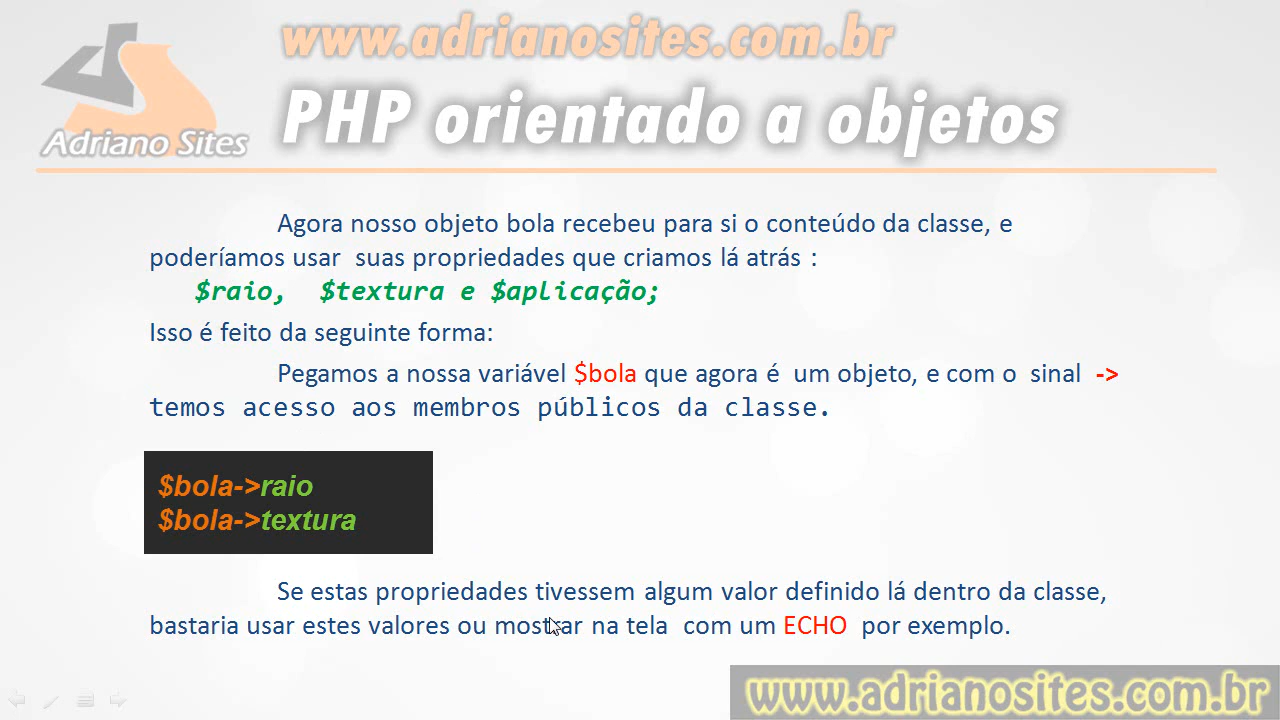 www.adrianosites.com.br
PHP orientado a objetos
Adriano Sites
Agora nosso objeto bola recebeu para si o conteúdo da classe, e
poderíamos usar suas propriedades que criamos lá atrás :
$raio, $textura e $aplicação;
Isso é feito da seguinte forma:
Pegamos a nossa variável $bola que agora é um objeto, e com o sinal ->
temos acesso aos membros públicos da classe.
$bola->raio
$bola->textura
Se estas propriedades tivessem algum valor definido lá dentro da classe,
bastaria usar estes valores ou mostrar na tela com um ECHO por exemplo.
www.adrianosites.com.br